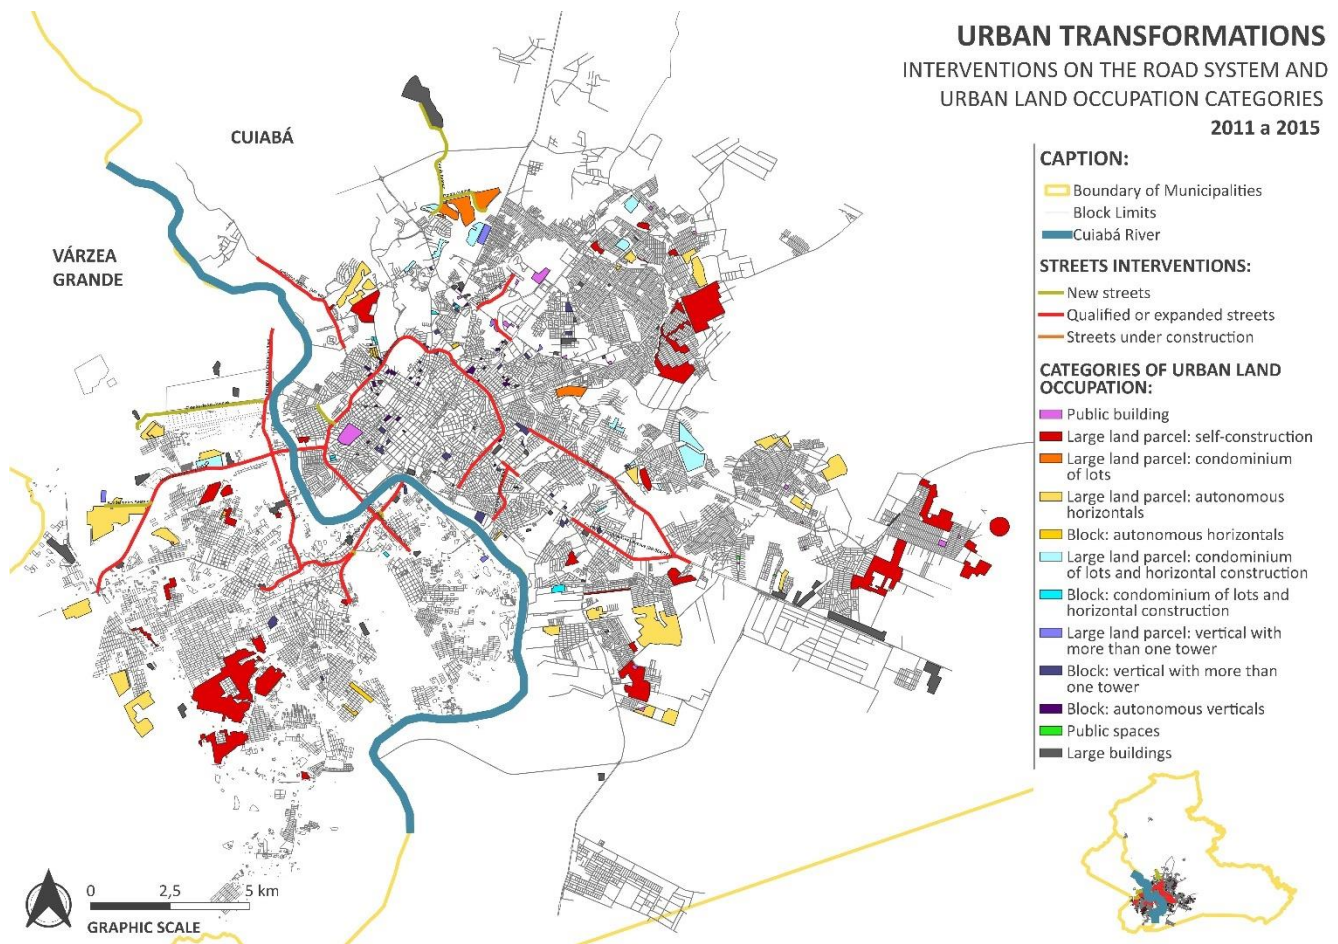 URBAN TRANSFORMATIONS
INTERVENTIONS ON THE ROAD SYSTEM AND
URBAN LAND OCCUPATION CATEGORIES
2011 a 2015
CUIABÁ
VÁRZEA
GRANDE
CAPTION:
Boundary of Municipalities
Block Limits
Cuiabá River
STREETS INTERVENTIONS:
New streets
Qualified or expanded streets
Streets under construction
CATEGORIES OF URBAN LAND
OCCUPATION:
Public building
Large land parcel: self-construction
Large land parcel: condominium
of lots
Large land parcel: autonomous
horizontals
Block: autonomous horizontals
Large land parcel: condominium
of lots and horizontal construction
Block: condominium of lots and
horizontal construction
Large land parcel: vertical with
more than one tower
Block: vertical with more than
one tower
Block: autonomous verticals
Public spaces
Large buildings
0 2,5 5 km
GRAPHIC SCALE